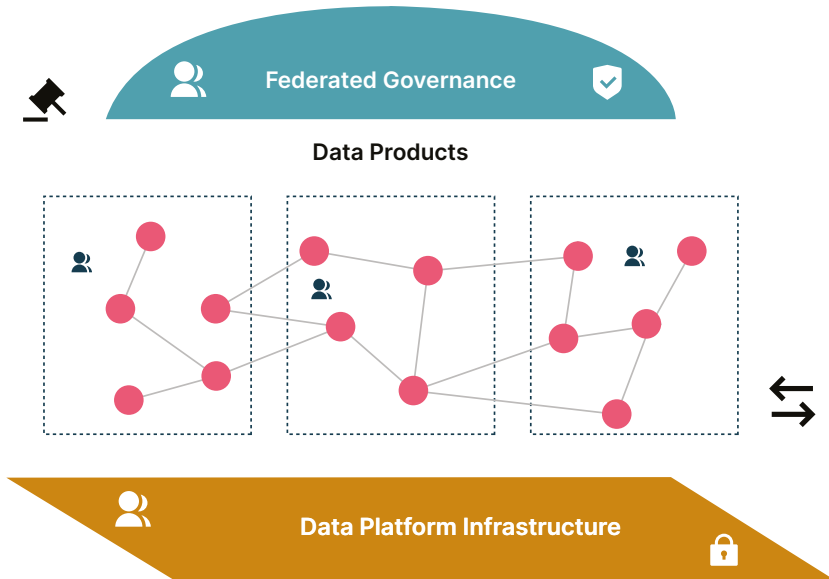 Federated Governance
Data Products
Data Platform Infrastructure